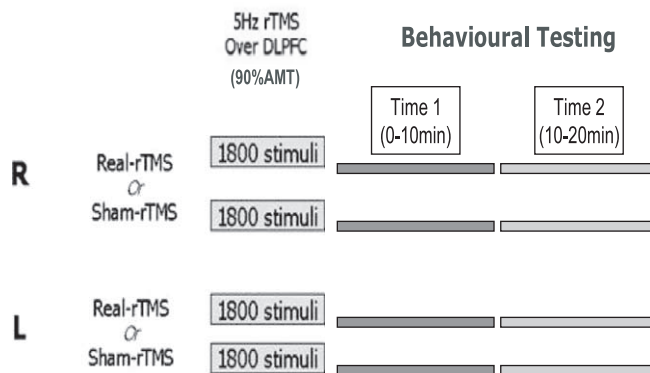 5Hz rTMS
Over DLPFC
(90%AMT)
Behavioural Testing
Time 1
(0-10min)
Time 2
(10-20min)
R
Real-rTMS
Or
Sham-rTMS
1800 stimuli
1800 stimuli
L
Real-rTMS
Or
Sham-rTMS
1800 stimuli
1800 stimuli